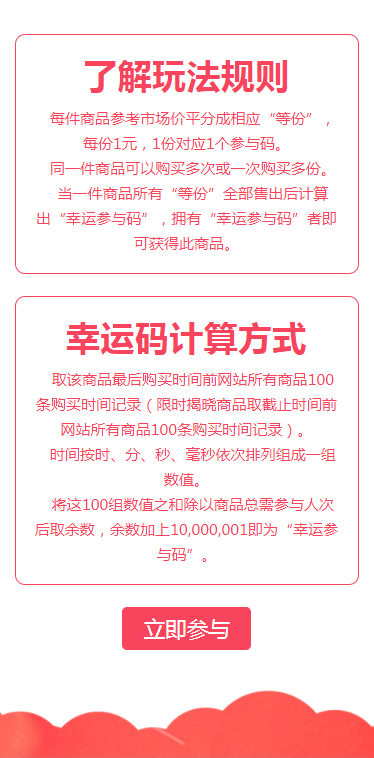 了解玩法规则
每件商品参考市场价平分成相应“等份”，
每份1元，1份对应1个参与码。
同一件商品可以购买多次或一次购买多份。
当一件商品所有“等份”全部售出后计算
出“幸运参与码”，拥有“幸运参与码”者即
可获得此商品。
幸运码计算方式
取该商品最后购买时间前网站所有商品100
条购买时间记录（限时揭晓商品取截止时间前
网站所有商品100条购买时间记录）。
时间按时、分、秒、毫秒依次排列组成一组
数值。
将这100组数值之和除以商品总需参与人次
后取余数，余数加上10,000,001即为“幸运参
与码”。
立即参与